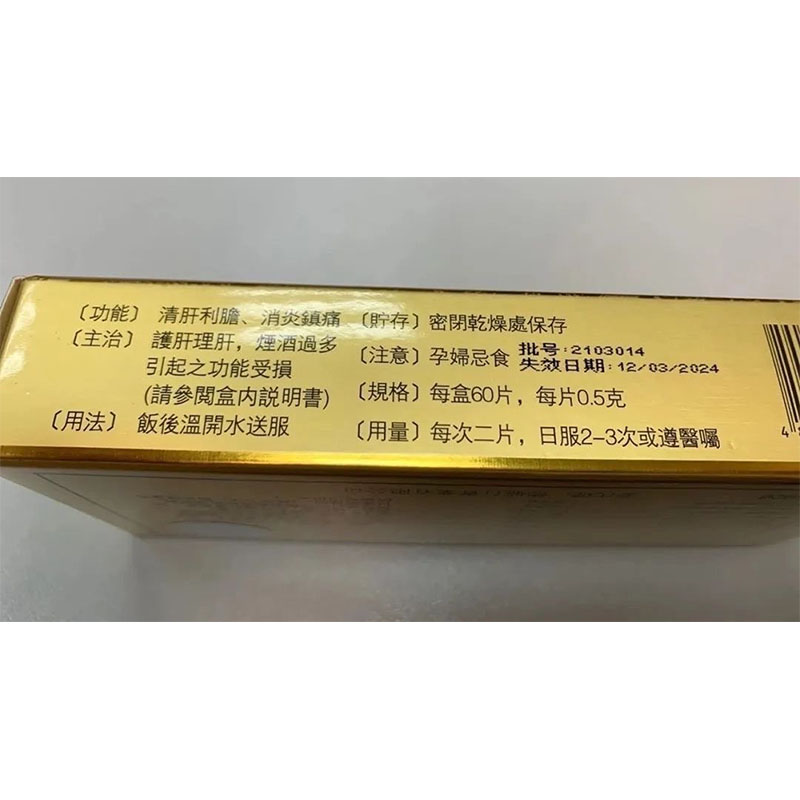 〔功能〕 清肝利膽、消炎鎮痛
〔主治〕 護肝理肝，煙酒過多
引起之功能受損
(請參閱盒内説明書)
〔用法〕 飯後溫開水送服
〔貯存〕密閉乾燥處保存
〔注意〕孕婦忌食
批号:2103014
失效日期:12/03/2024
〔規格〕每盒60片，每片0.5克
〔用量〕每次二片，日服2-3次或遵醫囑
4